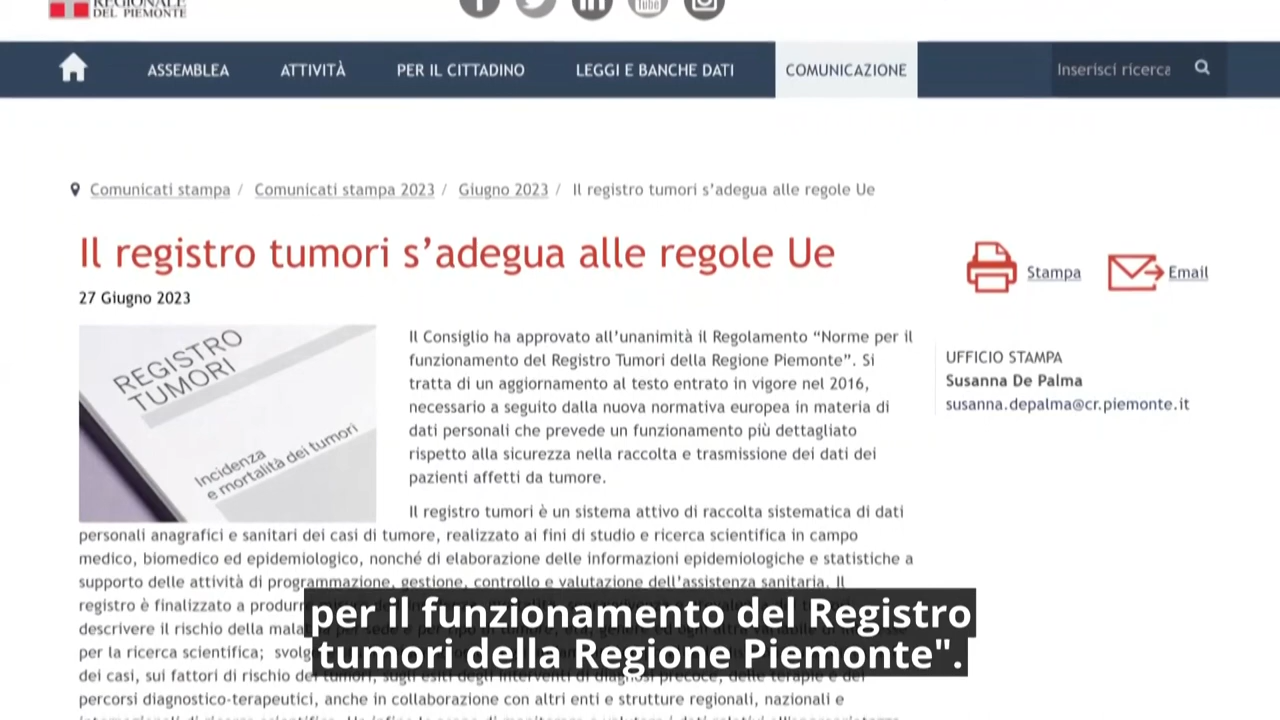 REGIONALE
DEL PIEMONTE
You
Tube
ASSEMBLEA ATTIVITÀ PER IL CITTADINO LEGGI E BANCHE DATI COMUNICAZIONE Inserisci ricerca
Comunicati stampa / Comunicati stampa 2023 / Giugno 2023 / Il registro tumori s’adegua alle regole Ue
Il registro tumori s’adegua alle regole Ue
Stampa Email
27 Giugno 2023
REGISTRO
TUMORI
Incidenza
e mortalità dei tumori
Il Consiglio ha approvato all’unanimità il Regolamento “Norme per il
funzionamento del Registro Tumori della Regione Piemonte”. Si
tratta di un aggiornamento al testo entrato in vigore nel 2016,
necessario a seguito dalla nuova normativa europea in materia di
dati personali che prevede un funzionamento più dettagliato
rispetto alla sicurezza nella raccolta e trasmissione dei dati dei
pazienti affetti da tumore.
UFFICIO STAMPA
Susanna De Palma
susanna.depalma@cr.piemonte.it
Il registro tumori è un sistema attivo di raccolta sistematica di dati
personali anagrafici e sanitari dei casi di tumore, realizzato ai fini di studio e ricerca scientifica in campo
medico, biomedico ed epidemiologico, nonché di elaborazione delle informazioni epidemiologiche e statistiche a
supporto delle attività di programmazione, gestione, controllo e valutazione dell’assistenza sanitaria. Il
registro è finalizzato a
descrivere il rischio della
per la ricerca scientifica;
dei casi, sui fattori di rischio
percorsi diagnostico-terapeutici, anche in collaborazione con altri enti e strutture regionali, nazionali e
per il funzionamento del Registro
tumori della Regione Piemonte".